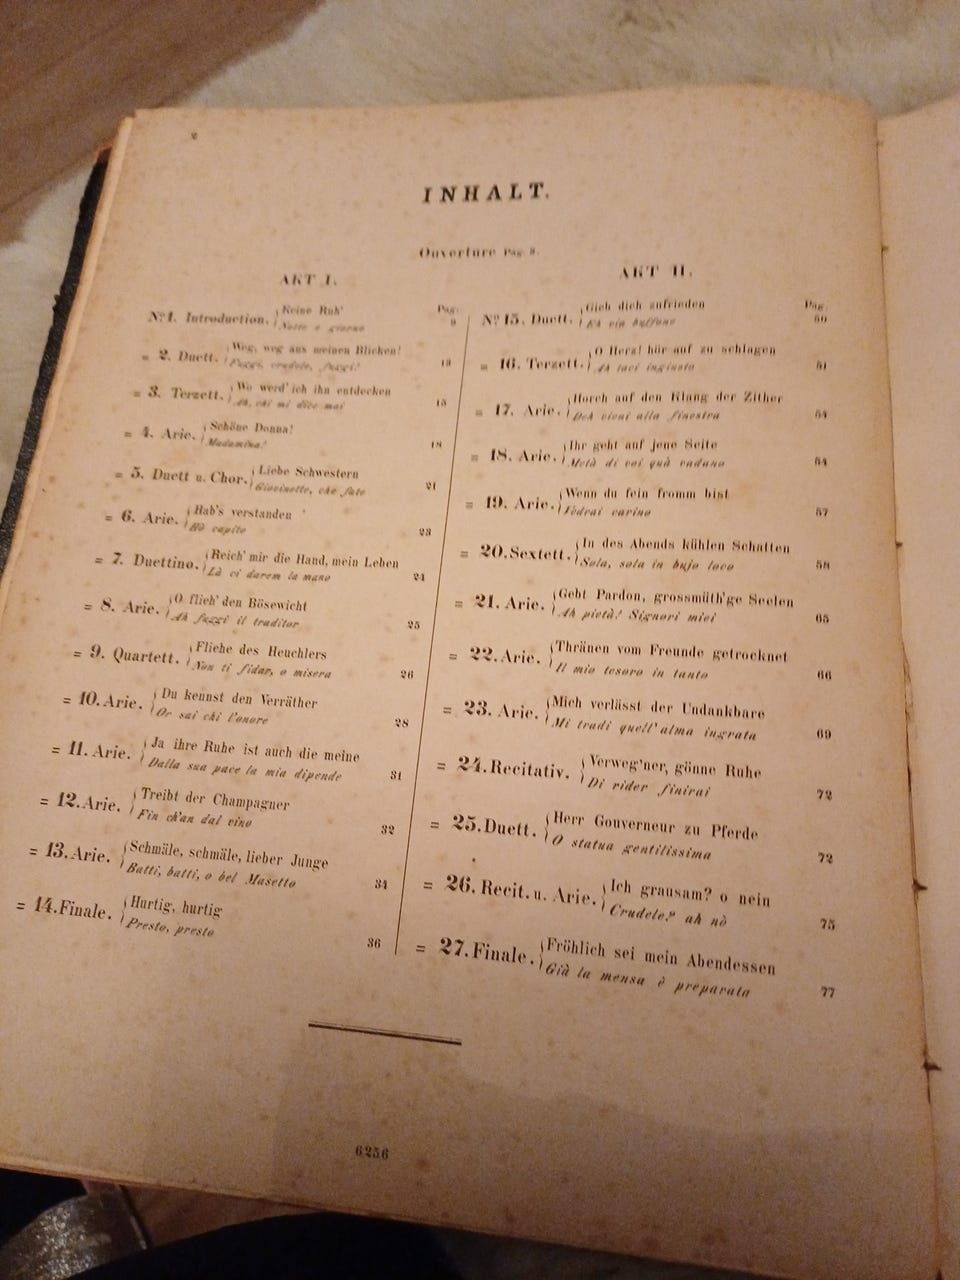 2
INHALT.
Ouverture Pag. 3.
AKT I.
Pag.
No. 1. Introduction. Keine Ruh' 9
Notte e giorno
= 2. Duett. Weg, weg aus meinen Blicken! 13
Fuggi, crudele, fuggi!
= 3. Terzett. Wo werd' ich ihn entdecken 15
Ah, chi mi dice mai
= 4. Arie. Schöne Donna! 18
Madamina!
= 5. Duett u. Chor. Liebe Schwestern 21
Giovinette, che fate
= 6. Arie. Hab's verstanden 23
Hò capito
= 7. Duettino. Reich' mir die Hand, mein Leben 24
Là ci darem la mano
= 8. Arie. O flieh' den Bösewicht 25
Ah fuggi il traditor
= 9. Quartett. Fliehe des Heuchlers 26
Non ti fidar, o misera
= 10. Arie. Du kennst den Verräther 28
Or sai chi l'onore
= 11. Arie. Ja ihre Ruhe ist auch die meine 31
Dalla sua pace la mia dipende
= 12. Arie. Treibt der Champagner 32
Fin ch'an dal vino
= 13. Arie. Schmäle, schmäle, lieber Junge 34
Batti, batti, o bel Masetto
= 14. Finale. Hurtig, hurtig 36
Presto, presto
AKT II.
Pag.
No. 15. Duett. Gieb dich zufrieden 50
Eh via buffone
= 16. Terzett. O Herz! hör auf zu schlagen 51
Ah taci ingiusto
= 17. Arie. Horch auf den Klang der Zither 54
Deh vieni alla finestra
= 18. Arie. Ihr geht auf jene Seite 54
Metà di voi quà vadano
= 19. Arie. Wenn du fein fromm bist 57
Vedrai carino
= 20. Sextett. In des Abends kühlen Schatten 58
Sola, sola in bujo loco
= 21. Arie. Gebt Pardon, grossmüth'ge Seelen 65
Ah pietà! Signori miei
= 22. Arie. Thränen vom Freunde getrocknet 66
Il mio tesoro in tanto
= 23. Arie. Mich verlässt der Undankbare 69
Mi tradi quell' alma ingrata
= 24. Recitativ. Verweg'ner, gönne Ruhe 72
Di rider finirai
= 25. Duett. Herr Gouverneur zu Pferde 72
O statua gentilissima
= 26. Recit. u. Arie. Ich grausam? o nein 75
Crudele? ah nò
= 27. Finale. Fröhlich sei mein Abendessen 77
Già la mensa è preparata
6256